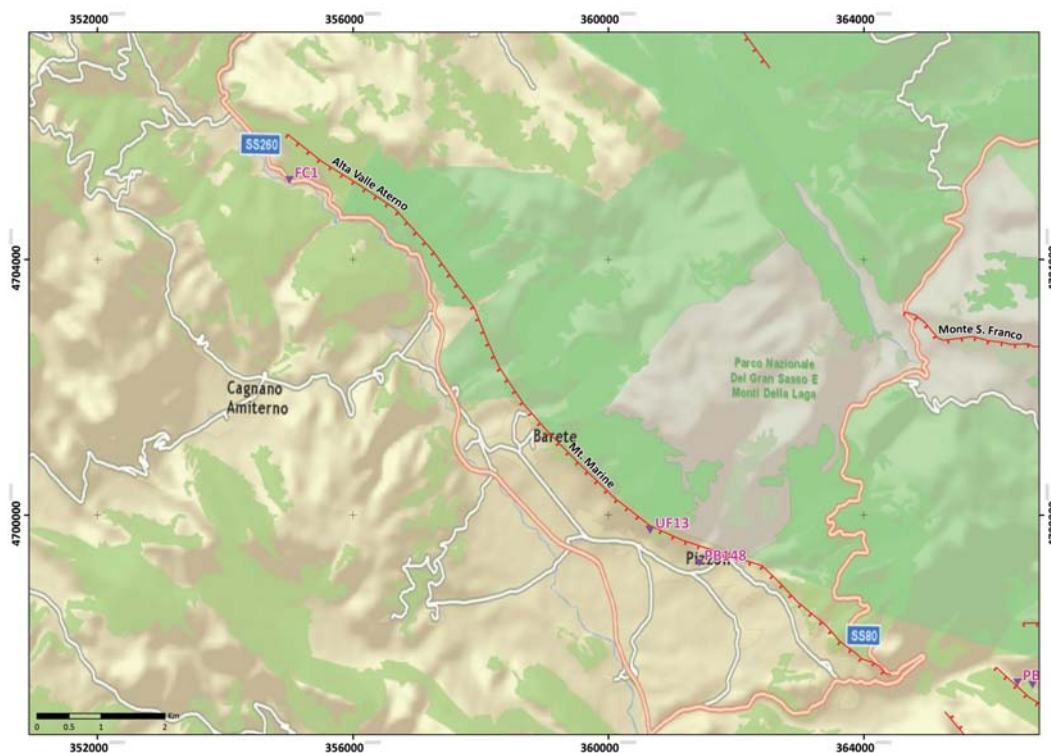 352000
356000
360000
364000
SS260
FC1
Alta Valle Aterno
4704000
Monte S. Franco
Parco Nazionale
Del Gran Sasso E
Monti Della Laga
Cagnano
Amiterno
Barete
Mt. Marine
4700000
UF13
PB148
SS80
PB
0
0.5
1
2
Km
352000
356000
360000
364000